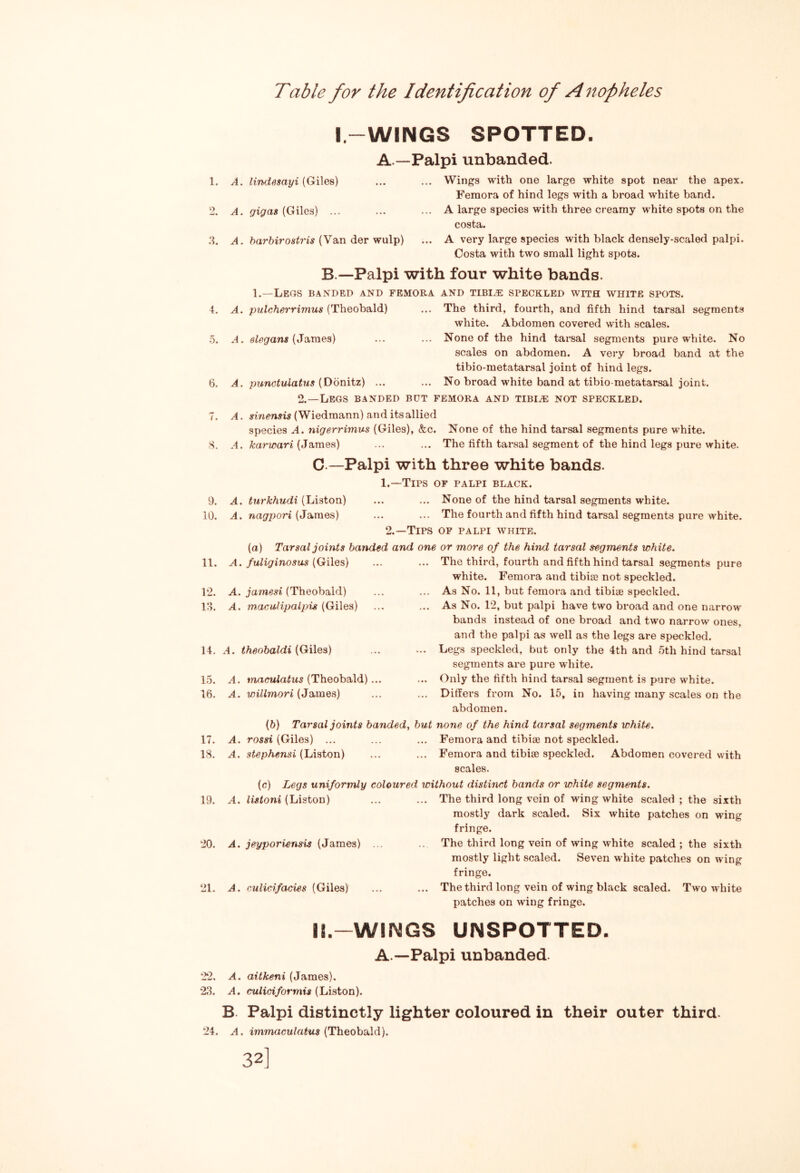 Table for the Identification of Anopheles
I.—WINGS SPOTTED.
A.—Palpi unbanded.
1. A. lindesayi (Giles) ... ... Wings with one large white spot near the apex.
Femora of hind legs with a broad white band.
2. A. gigas (Giles) ... ... ... A large species with three creamy white spots on the
costa.
3. A. barbirostris (Van der wulp) ... A very large species with black densely-scaled palpi.
Costa with two small light spots.
B.—Palpi with four white bands.
1.—LEGS BANDED AND FEMORA AND TIBIÆ SPECKLED WITH WHITE SPOTS.
4. A. pulcherrimus (Theobald) ... The third, fourth, and fifth hind tarsal segments
white. Abdomen covered with scales.
5. A. elegans (James) ... ... None of the hind tarsal segments pure white. No
scales on abdomen. A very broad band at the
tibio-metatarsal joint of hind legs.
6. A. punctulatus (Dönitz) ... ... No broad white band at tibio-metatarsal joint.
2.—LEGS BANDED BUT FEMORA AND TIBIÆ NOT SPECKLED.
7. A. sinensis (Wiedmann) and its allied
species A. nigerrimus (Giles), &c. None of the hind tarsal segments pure white.
8. A. karwari (James) ... ... The fifth tarsal segment of the hind legs pure white.
C.—Palpi with three white bands.
1.—TIPS OF PALPI BLACK.
9. A. turkhudi (Liston) ... ... None of the hind tarsal segments white.
10. A. nagpori (James) ... ... The fourth and fifth hind tarsal segments pure white.
2.—TIPS OF PALPI WHITE.
(a) Tarsal joints banded and one or more of the hind tarsal segments white.
11. A. fuliginosus (Giles) ... ... The third, fourth and fifth hind tarsal segments pure
white. Femora and tibiæ not speckled.
12. A. jamesi (Theobald) ... ... As No. 11, but femora and tibiæ speckled.
13. A. maculipalpis (Giles) ... ... As No. 12, but palpi have two broad and one narrow
bands instead of one broad and two narrow ones,
and the palpi as well as the legs are speckled.
14. A. theobaldi (Giles) ... ... Legs speckled, but only the 4th and 5th hind tarsal
segments are pure white.
15. A. maculatus (Theobald) ... ... Only the fifth hind tarsal segment is pure white.
16. A. willmori (James) ... ... Differs from No. 15, in having many scales on the
abdomen.
(b) Tarsal joints banded, but none of the hind tarsal segments white.
17. A. rossi (Giles) ... ... ... Femora and tibiæ not speckled.
18. A. stephensi (Liston) ... ... Femora and tibiæ speckled. Abdomen covered with
scales.
(c) Legs uniformly coloured without distinct bands or white segments.
19. A. listoni (Liston) ... ... The third long vein of wing white scaled ; the sixth
mostly dark scaled. Six white patches on wing
fringe.
20. A. jeyporiensis (James) ... .. The third long vein of wing white scaled ; the sixth
mostly light scaled. Seven white patches on wing
fringe.
21. A. culicifacies (Giles) ... ... The third long vein of wing black scaled. Two white
patches on wing fringe.
II.—WINGS UNSPOTTED.
A.—Palpi unbanded.
22. A. aitkeni (James).
23. A. culiciformis (Liston).
B. Palpi distinctly lighter coloured in their outer third.
24. A. immaculatus (Theobald).
32]